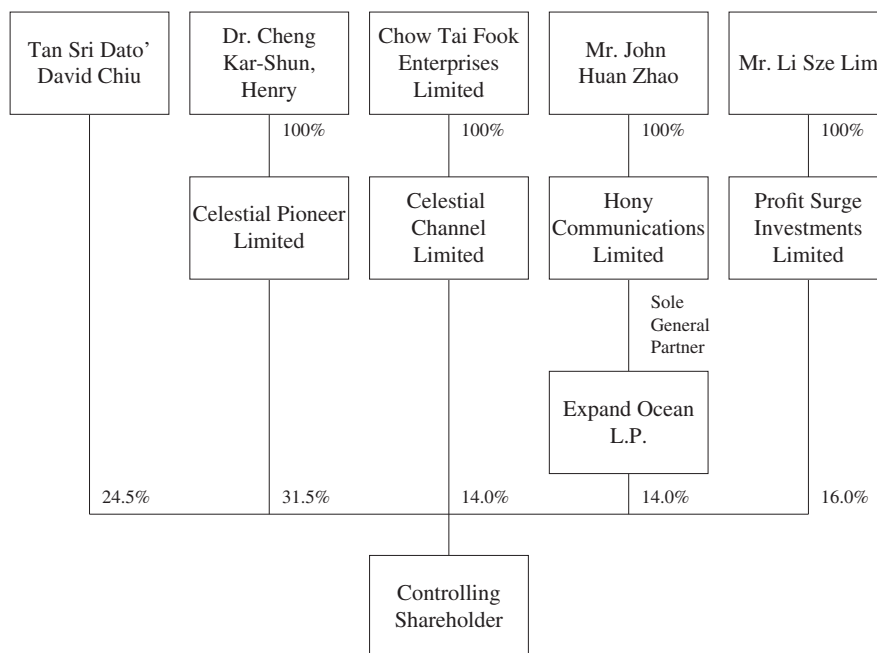 Tan Sri Dato’
David Chiu
Dr. Cheng
Kar-Shun,
Henry
Chow Tai Fook
Enterprises
Limited
Mr. John
Huan Zhao
Mr. Li Sze Lim
100%
100%
100%
100%
Celestial Pioneer
Limited
Celestial
Channel
Limited
Hony
Communications
Limited
Profit Surge
Investments
Limited
Sole
General
Partner
Expand Ocean
L.P.
24.5%
31.5%
14.0%
14.0%
16.0%
Controlling
Shareholder